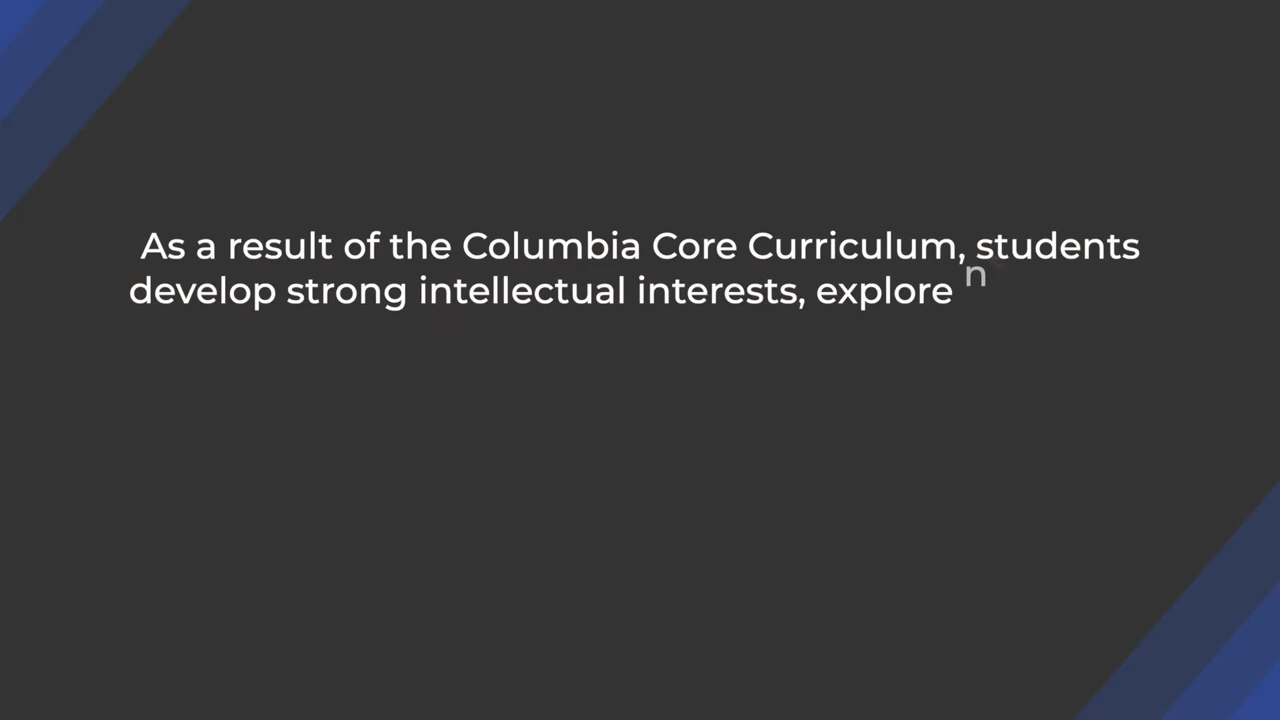 As a result of the Columbia Core Curriculum, students
develop strong intellectual interests, explore n